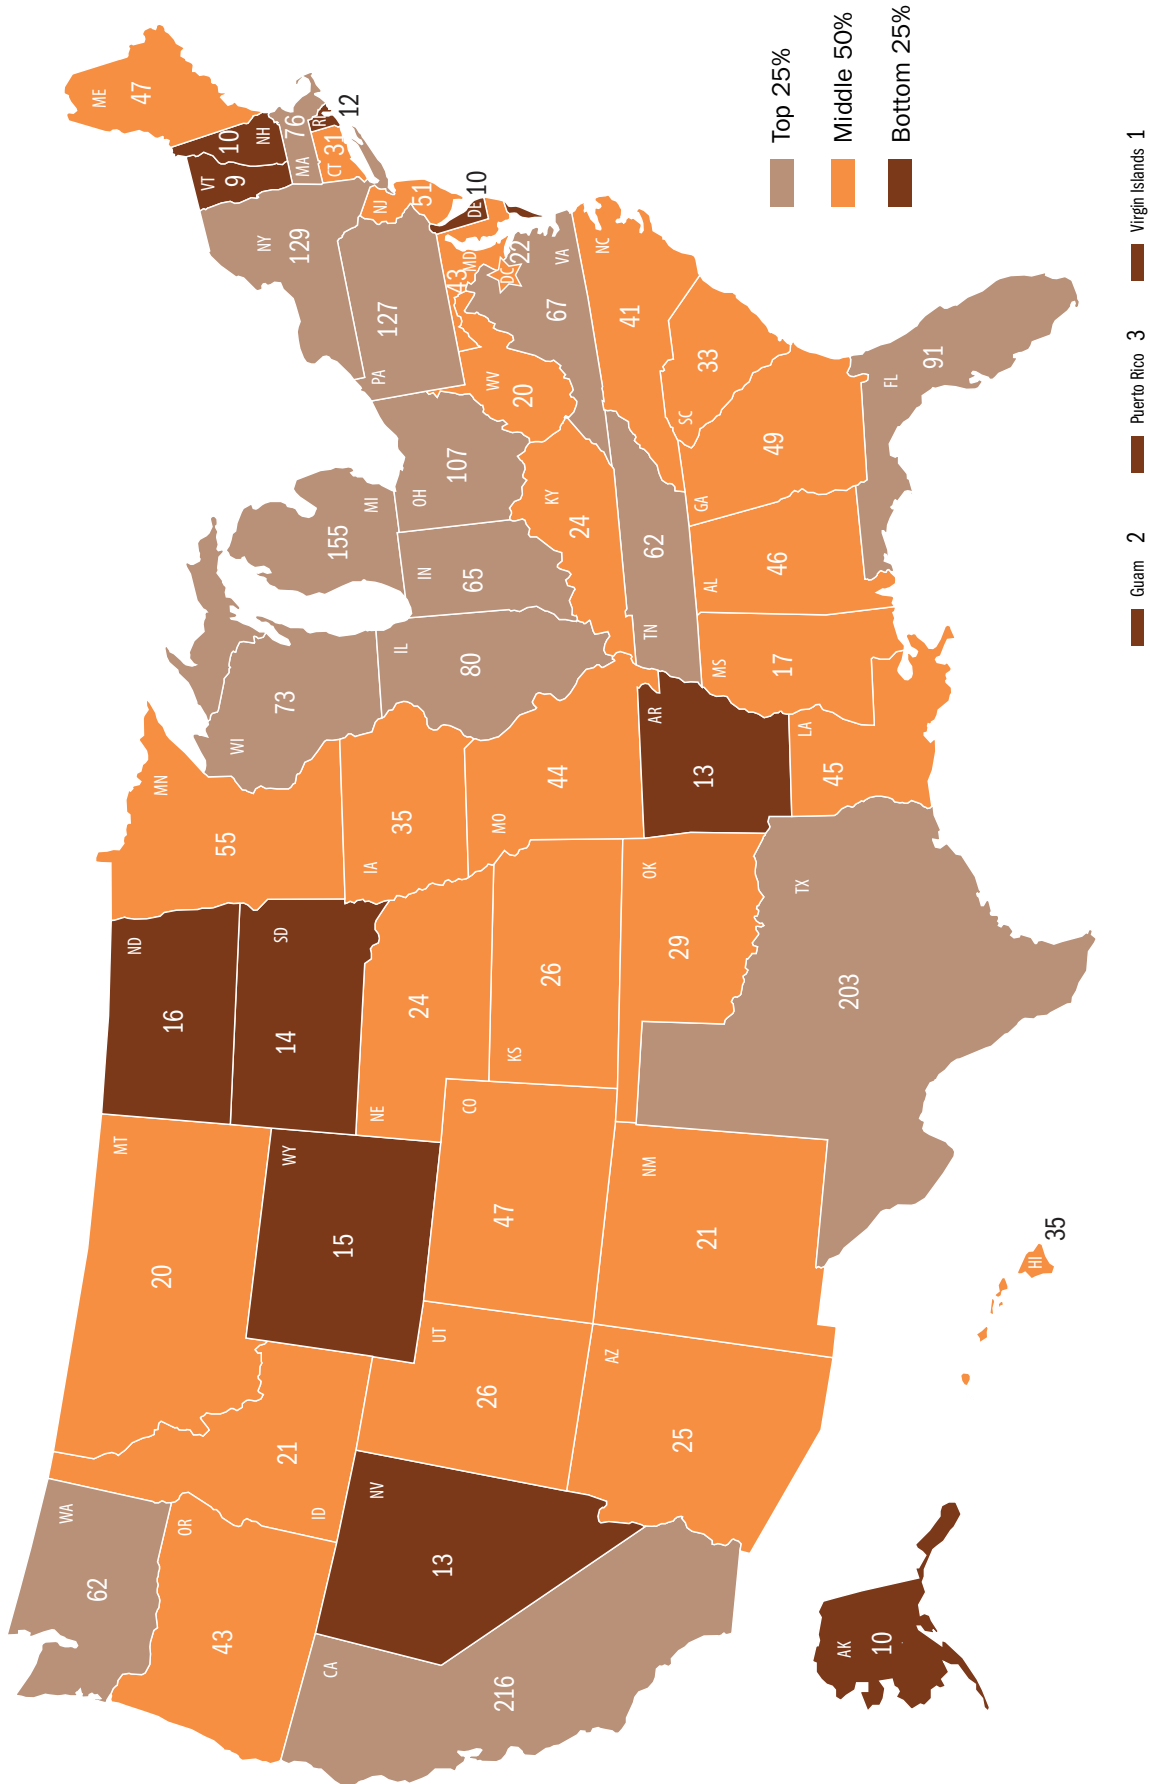 WA
62
OR
43
CA
216
NV
13
ID
21
MT
20
WY
15
UT
26
AZ
25
CO
47
NM
21
ND
16
SD
14
NE
24
KS
26
OK
29
TX
203
MN
55
IA
35
MO
44
AR
13
LA
45
WI
73
IL
80
MI
155
IN
65
OH
107
KY
24
TN
62
MS
17
AL
46
GA
49
FL
91
SC
33
NC
41
VA
67
WV
20
PA
127
NY
129
VT
9
NH
10
ME
47
MA
76
RI
12
CT
31
NJ
51
DE
10
MD
43
DC
22
AK
10
HI
35
Top 25%
Middle 50%
Bottom 25%
Guam 2
Puerto Rico 3
Virgin Islands 1